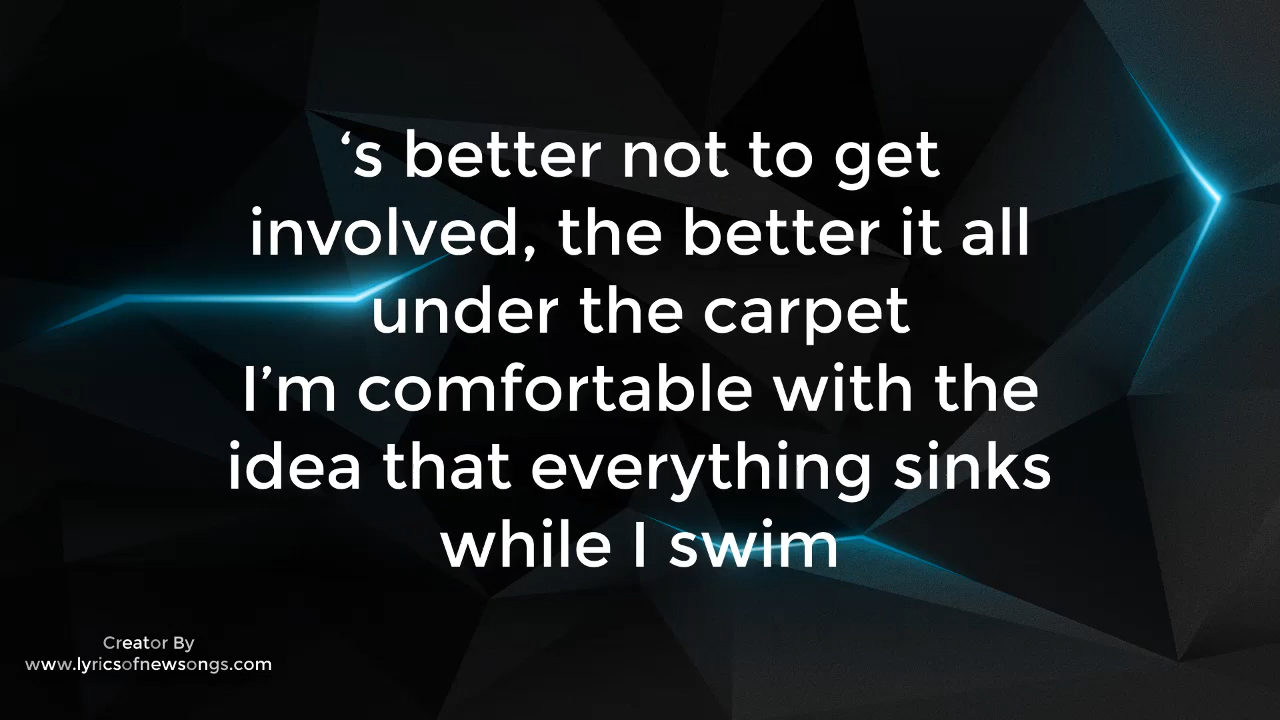 ‘s better not to get
involved, the better it all
under the carpet
I’m comfortable with the
idea that everything sinks
while I swim
Creator By
www.lyricsofnewsongs.com